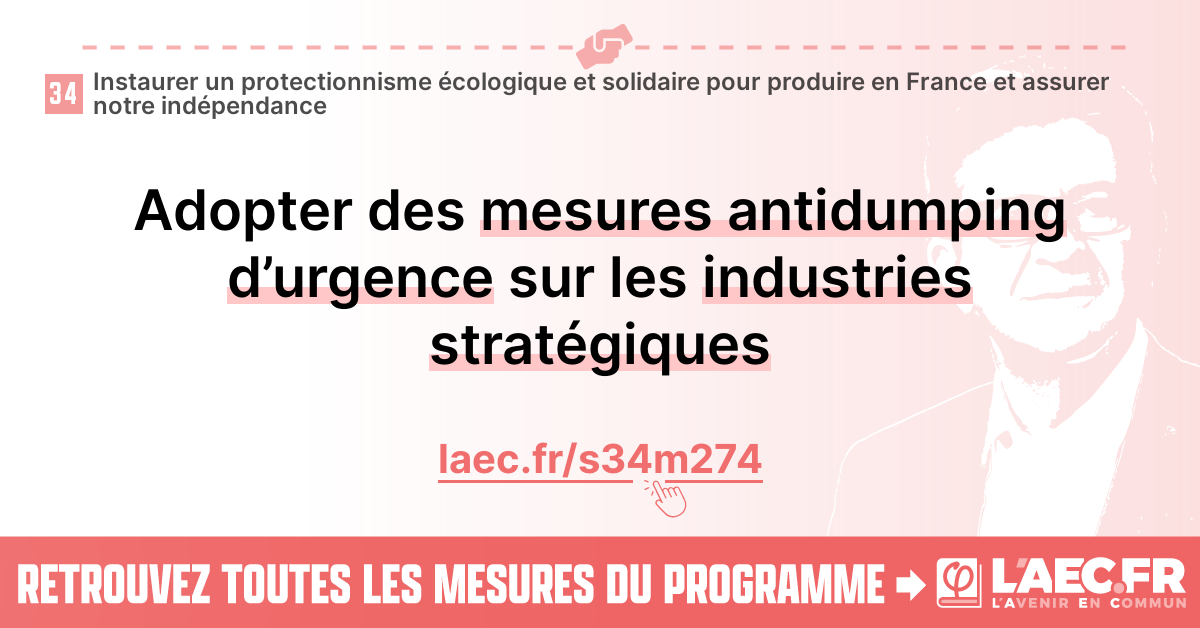 34
Instaurer un protectionnisme écologique et solidaire pour produire en France et assurer
notre indépendance
Adopter des mesures antidumping
d’urgence sur les industries
stratégiques
laec.fr/s34m274
RETROUVEZ TOUTES LES MESURES DU PROGRAMME
φ
L'AEC.FR
L'AVENIR EN COMMUN